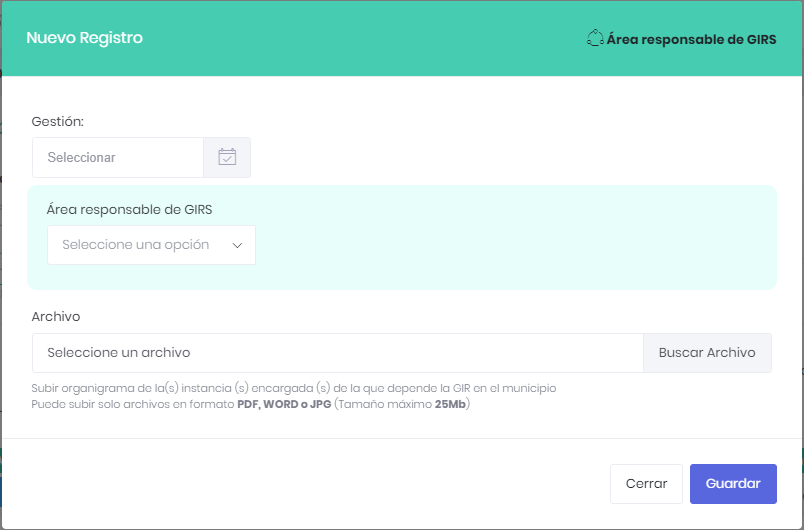 Nuevo Registro
Área responsable de GIRS
Gestión:
Seleccionar
Área responsable de GIRS
Seleccione una opción
Archivo
Seleccione un archivo
Buscar Archivo
Subir organigrama de la(s) instancia (s) encargada (s) de la que depende la GIR en el municipio
Puede subir solo archivos en formato PDF, WORD o JPG (Tamaño máximo 25Mb)
Cerrar
Guardar